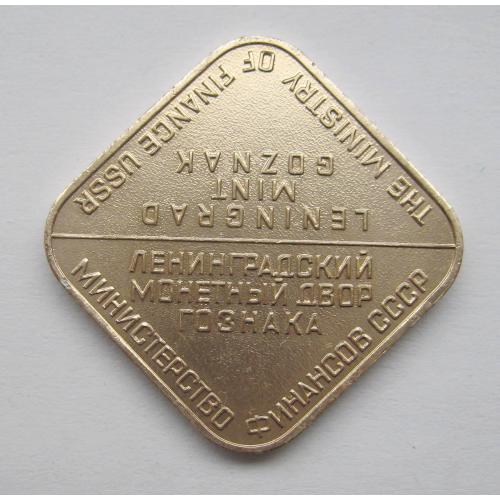 THE MINISTRY OF FINANCE USSR
LENINGRAD
MINT
GOZNAK
ЛЕНИНГРАДСКИЙ
МОНЕТНЫЙ ДВОР
ГОЗНАКА
МИНИСТЕРСТВО ФИНАНСОВ СССР